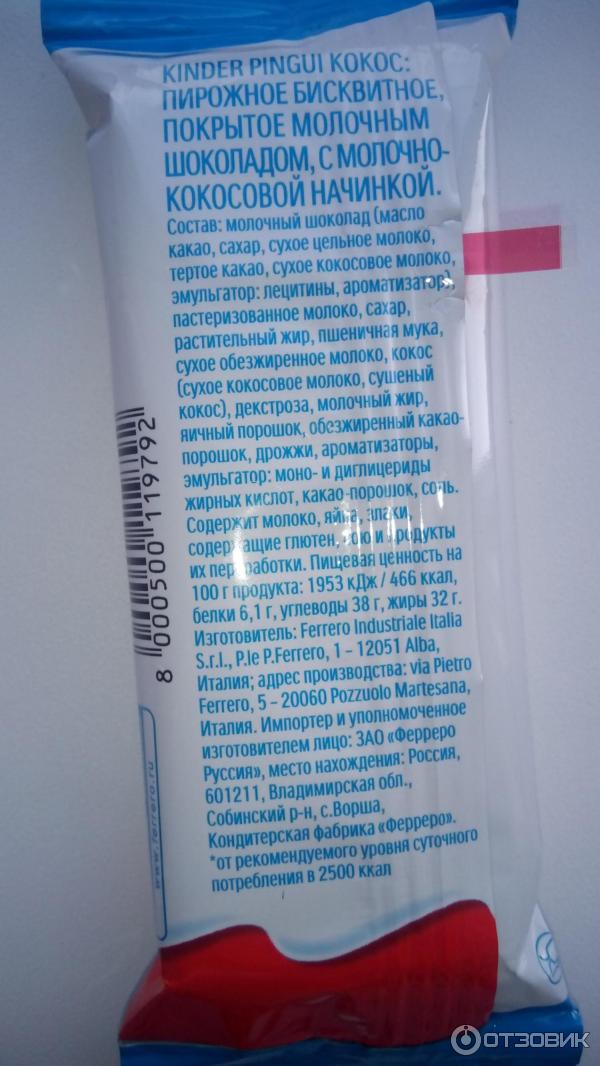 KINDER PINGUI КОКОС:
ПИРОЖНОЕ БИСКВИТНОЕ,
ПОКРЫТОЕ МОЛОЧНЫМ
ШОКОЛАДОМ, С МОЛОЧНО-
КОКОСОВОЙ НАЧИНКОЙ.
Состав: молочный шоколад (масло
какао, сахар, сухое цельное молоко,
тертое какао, сухое кокосовое молоко,
эмульгатор: лецитины, ароматизатор),
пастеризованное молоко, сахар,
растительный жир, пшеничная мука,
сухое обезжиренное молоко, кокос
(сухое кокосовое молоко, сушеный
кокос), декстроза, молочный жир,
яичный порошок, обезжиренный какао-
порошок, дрожжи, ароматизаторы,
эмульгатор: моно- и диглицериды
жирных кислот, какао-порошок, соль.
Содержит молоко, яйца, злаки,
содержащие глютен, сою и продукты
их переработки. Пищевая ценность на
100 г продукта: 1953 кДж / 466 ккал,
белки 6,1 г, углеводы 38 г, жиры 32 г.
Изготовитель: Ferrero Industriale Italia
S.r.l., P.le P.Ferrero, 1 – 12051 Alba,
Италия; адрес производства: via Pietro
Ferrero, 5 – 20060 Pozzuolo Martesana,
Италия. Импортер и уполномоченное
изготовителем лицо: ЗАО «Ферреро
Руссия», место нахождения: Россия,
601211, Владимирская обл.,
Собинский р-н, с.Ворша,
Кондитерская фабрика «Ферреро».
*от рекомендуемого уровня суточного
потребления в 2500 ккал
8 000500 119792
www.ferrero.ru
ОТЗОВИК